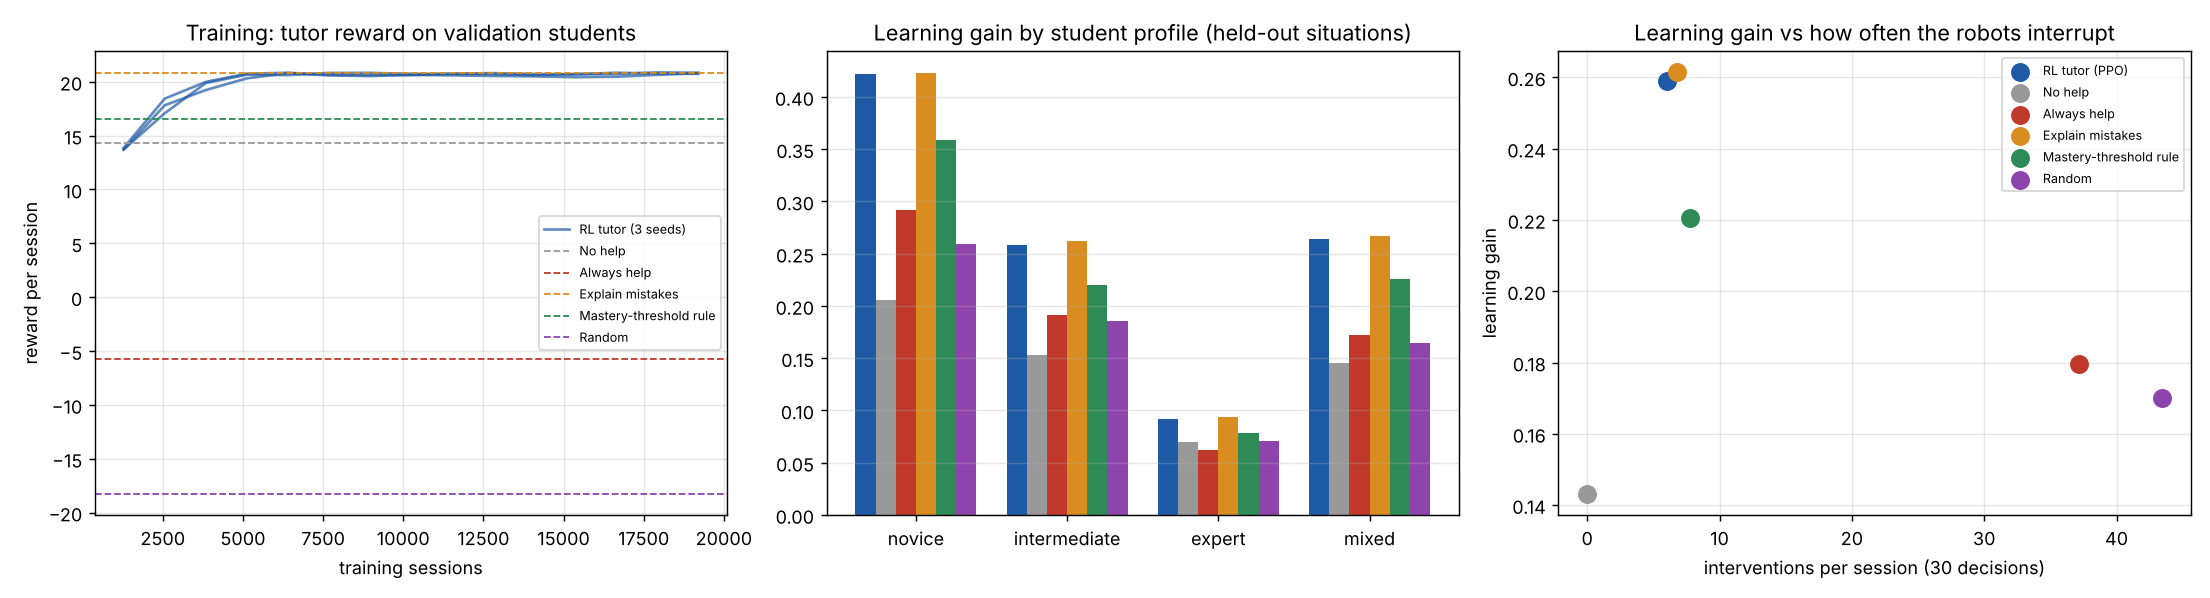 Training: tutor reward on validation students
reward per session
20
15
10
5
0
−5
−10
−15
−20
RL tutor (3 seeds)
No help
Always help
Explain mistakes
Mastery-threshold rule
Random
2500 5000 7500 10000 12500 15000 17500 20000
training sessions
Learning gain by student profile (held-out situations)
0.40
0.35
0.30
0.25
0.20
0.15
0.10
0.05
0.00
novice intermediate expert mixed
Learning gain vs how often the robots interrupt
learning gain
0.26
0.24
0.22
0.20
0.18
0.16
0.14
RL tutor (PPO)
No help
Always help
Explain mistakes
Mastery-threshold rule
Random
0 10 20 30 40
interventions per session (30 decisions)